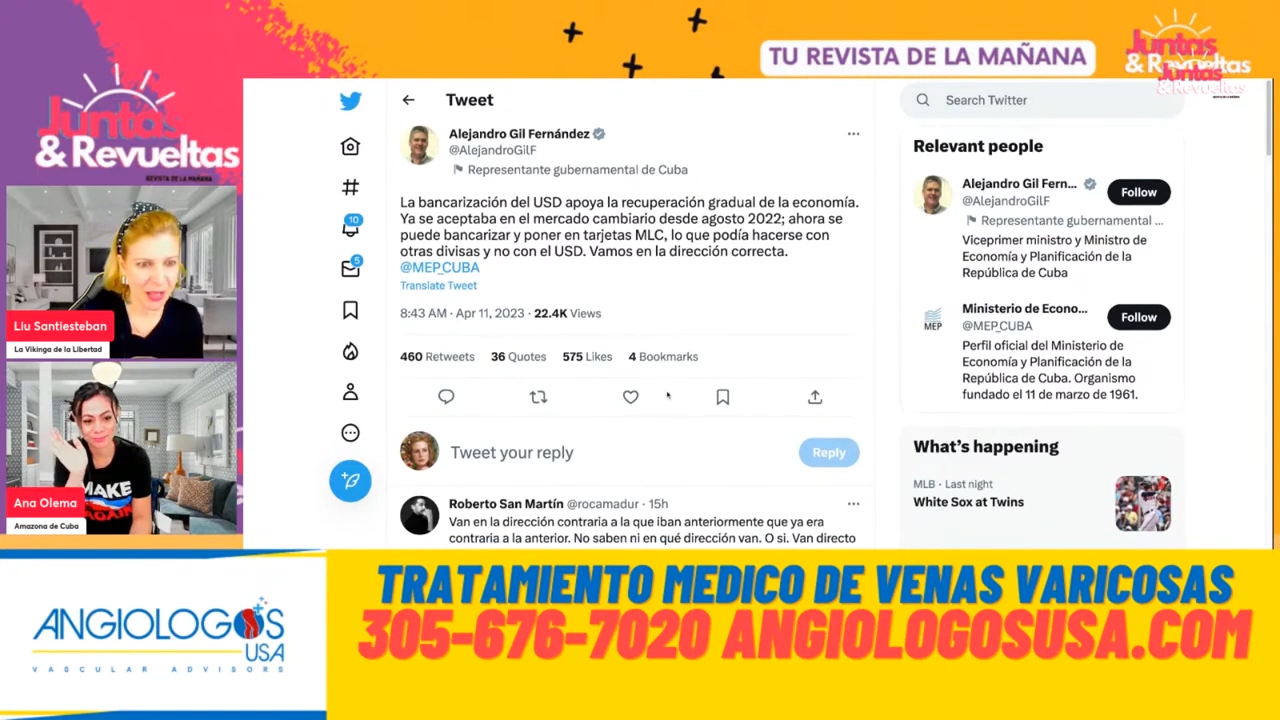 TU REVISTA DE LA MAÑANA
Juntas
& Revueltas
Juntas
& Revueltas
Juntas
& Revueltas
REVISTA DE LA MAÑANA
Liu Santiesteban
La Vikinga de la Libertad
MAKE
AGAIN
Ana Olema
Amazona de Cuba
10
5
Tweet
Alejandro Gil Fernández
@AlejandroGilF
Representante gubernamental de Cuba
La bancarización del USD apoya la recuperación gradual de la economía.
Ya se aceptaba en el mercado cambiario desde agosto 2022; ahora se
puede bancarizar y poner en tarjetas MLC, lo que podía hacerse con
otras divisas y no con el USD. Vamos en la dirección correcta.
@MEP_CUBA
Translate Tweet
8:43 AM · Apr 11, 2023 · 22.4K Views
460 Retweets 36 Quotes 575 Likes 4 Bookmarks
Tweet your reply
Reply
Roberto San Martín @rocamadur · 15h
Van en la dirección contraria a la que iban anteriormente que ya era
contraria a la anterior. No saben ni en qué dirección van. O si. Van directo
Search Twitter
Relevant people
Alejandro Gil Fern...
@AlejandroGilF
Follow
Representante gubernamental ...
Viceprimer ministro y Ministro de
Economía y Planificación de la
República de Cuba
MEP
Ministerio de Econo...
@MEP_CUBA
Follow
Perfil oficial del Ministerio de
Economía y Planificación de la
República de Cuba. Organismo
fundado el 11 de marzo de 1961.
What's happening
MLB · Last night
White Sox at Twins
ANGIOLOGOS
USA
VASCULAR ADVISORS
TRATAMIENTO MEDICO DE VENAS VARICOSAS
305-676-7020 ANGIOLOGOSUSA.COM